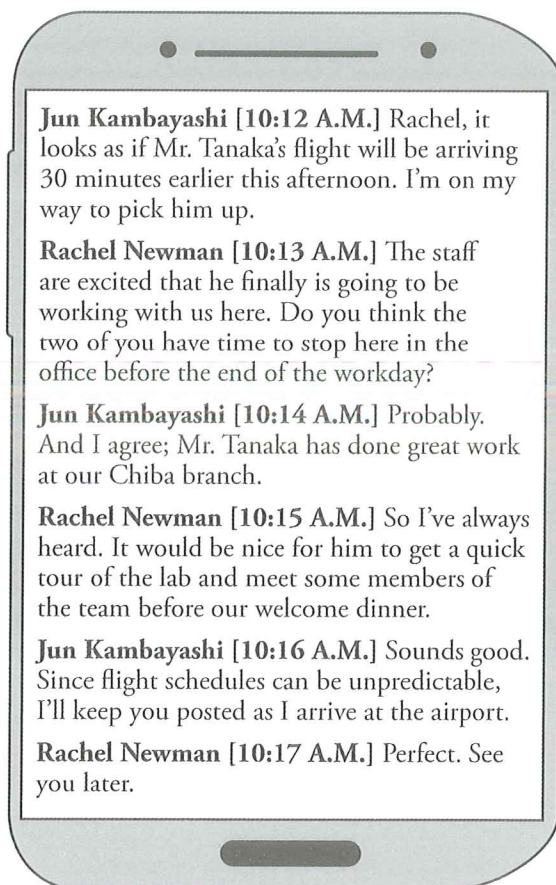 Jun Kambayashi [10:12 A.M.] Rachel, it
looks as if Mr. Tanaka's flight will be arriving
30 minutes earlier this afternoon. I'm on my
way to pick him up.
Rachel Newman [10:13 A.M.] The staff
are excited that he finally is going to be
working with us here. Do you think the
two of you have time to stop here in the
office before the end of the workday?
Jun Kambayashi [10:14 A.M.] Probably.
And I agree; Mr. Tanaka has done great work
at our Chiba branch.
Rachel Newman [10:15 A.M.] So I've always
heard. It would be nice for him to get a quick
tour of the lab and meet some members of
the team before our welcome dinner.
Jun Kambayashi [10:16 A.M.] Sounds good.
Since flight schedules can be unpredictable,
I'll keep you posted as I arrive at the airport.
Rachel Newman [10:17 A.M.] Perfect. See
you later.